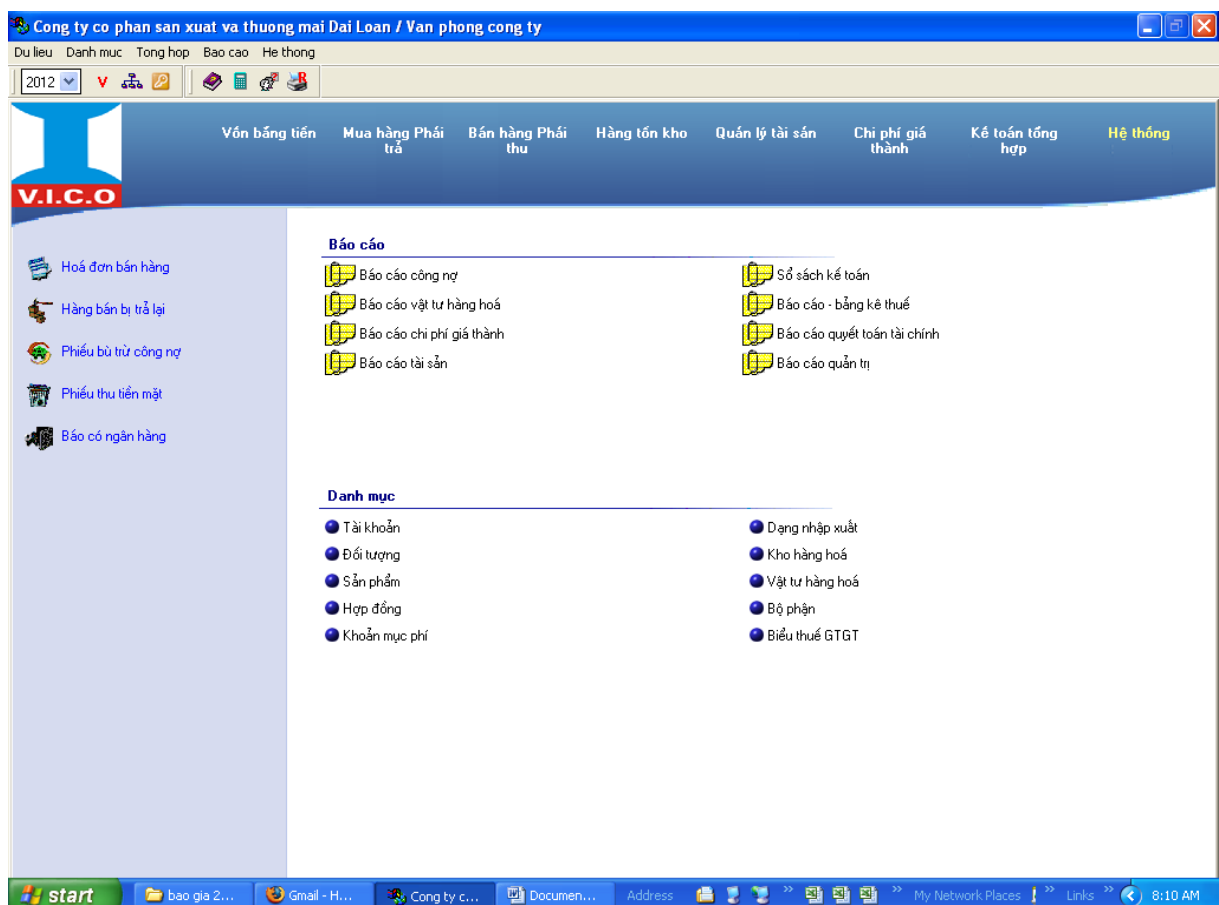 Cong ty co phan san xuat va thuong mai Dai Loan / Van phong cong ty
Du lieu Danh muc Tong hop Bao cao He thong
2012 V
Vốn bằng tiền Mua hàng Phải trả Bán hàng Phải thu Hàng tồn kho Quản lý tài sản Chi phí giá thành Kế toán tổng hợp Hệ thống
V.I.C.O
Hoá đơn bán hàng
Hàng bán bị trả lại
Phiếu bù trừ công nợ
Phiếu thu tiền mặt
Báo có ngân hàng
Báo cáo
Báo cáo công nợ Sổ sách kế toán
Báo cáo vật tư hàng hoá Báo cáo - bảng kê thuế
Báo cáo chi phí giá thành Báo cáo quyết toán tài chính
Báo cáo tài sản Báo cáo quản trị
Danh mục
Tài khoản Dạng nhập xuất
Đối tượng Kho hàng hoá
Sản phẩm Vật tư hàng hoá
Hợp đồng Bộ phận
Khoản mục phí Biểu thuế GTGT
start bao gia 2... Gmail - H... Cong ty c... Documen... Address » » My Network Places » Links » 8:10 AM